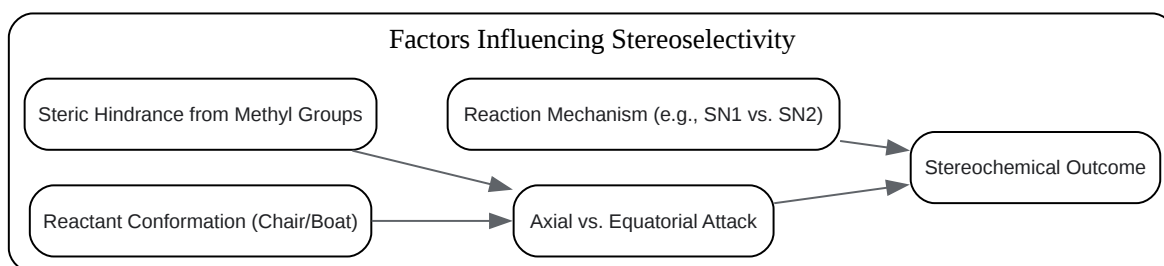 Factors Influencing Stereoselectivity
Steric Hindrance from Methyl Groups
Reaction Mechanism (e.g., SN1 vs. SN2)
Stereochemical Outcome
Reactant Conformation (Chair/Boat)
Axial vs. Equatorial Attack